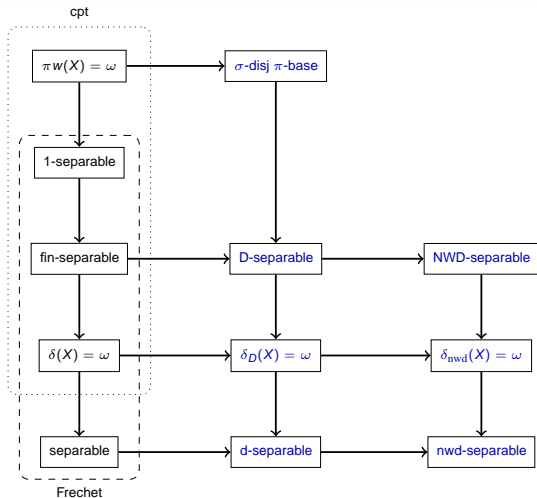 cpt
πw(X) = ω
σ-disj π-base
1-separable
fin-separable
D-separable
NWD-separable
δ(X) = ω
δ_D(X) = ω
δ_nwd(X) = ω
separable
d-separable
nwd-separable
Frechet